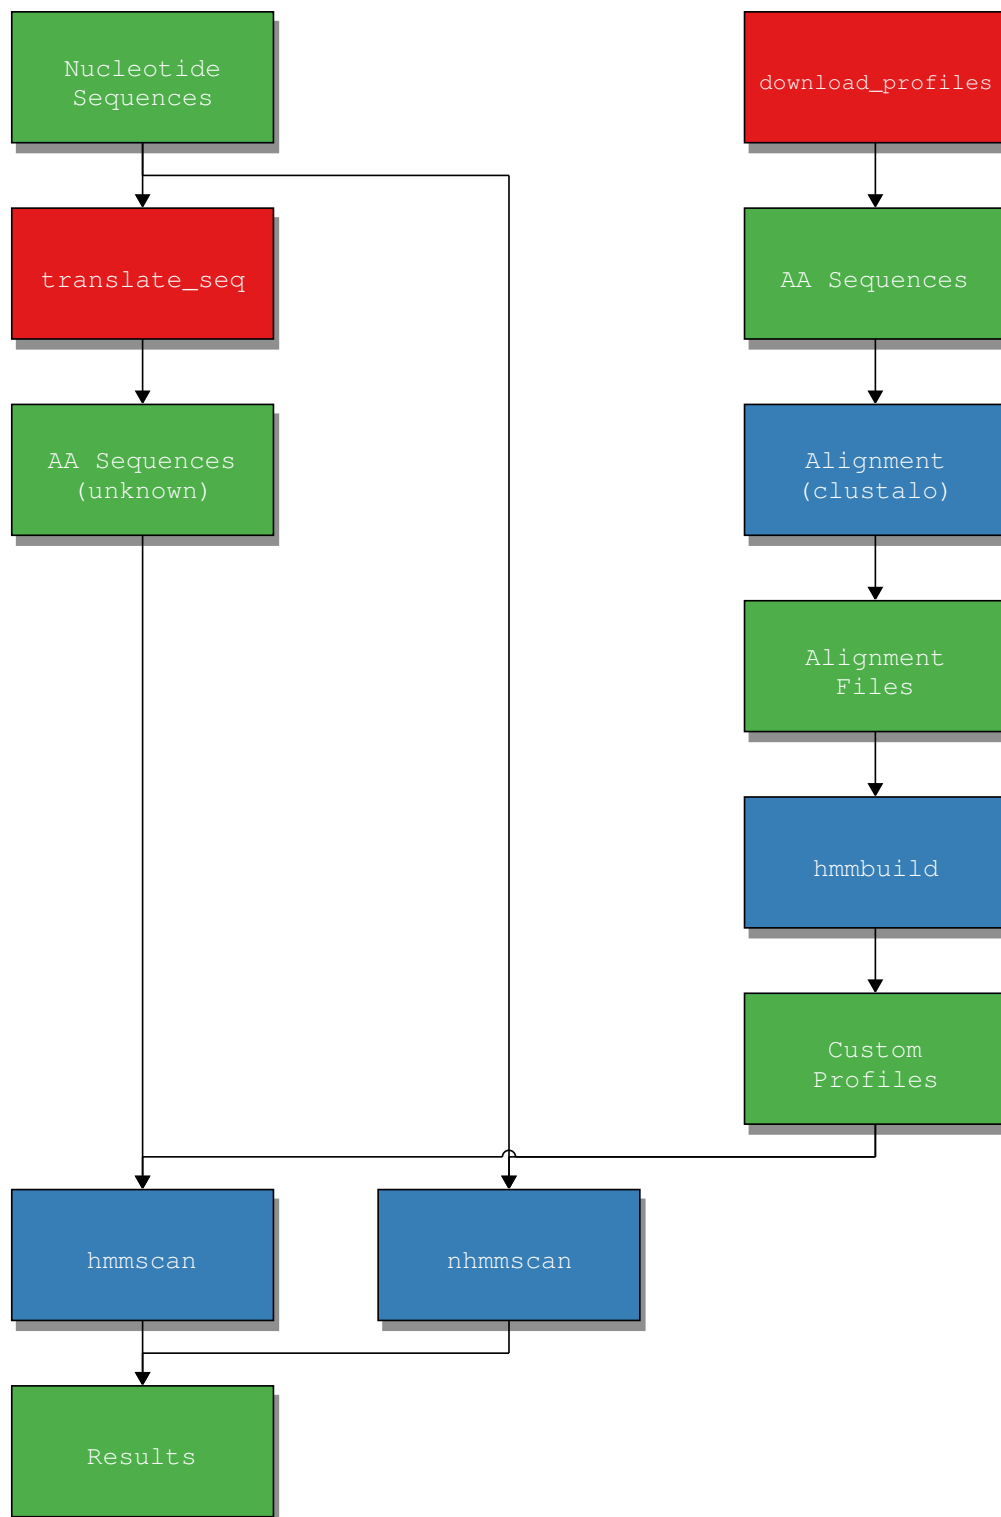 Nucleotide
Sequences
download_profiles
translate_seq
AA Sequences
AA Sequences
(unknown)
Alignment
(clustalo)
Alignment
Files
hmmbuild
Custom
Profiles
hmmscan
nhmmscan
Results